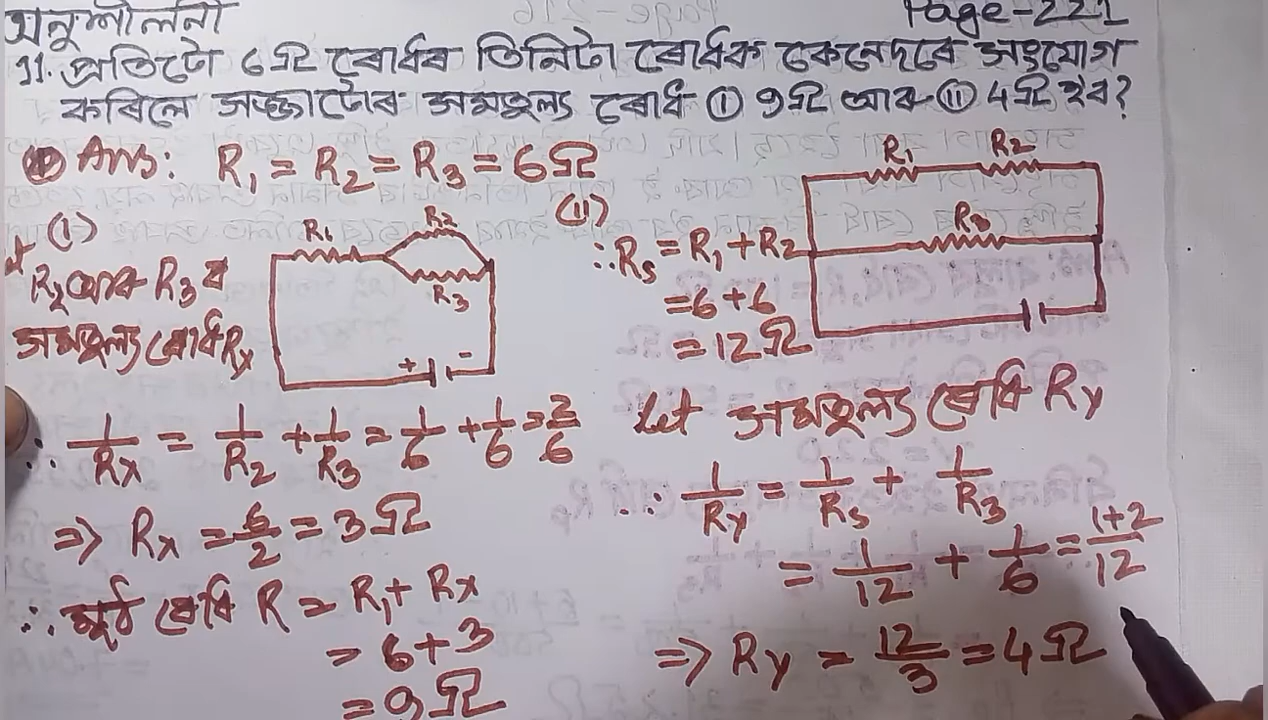 অনুশীলনী Page-221
11. প্ৰতিটো 6Ω ৰোধৰ তিনিটা ৰোধক কেনেদৰে সংযোগ
কৰিলে সজ্জাটোৰ সমতুল্য ৰোধ (i) 9Ω আৰু (ii) 4Ω হ'ব?
Ans: R₁ = R₂ = R₃ = 6Ω
(i)
R₂ আৰু R₃ ৰ
সমতুল্য ৰোধ Rx
R₁ R₂
R₃
+ -
∴ 1/Rx = 1/R₂ + 1/R₃ = 1/6 + 1/6 = 2/6
⇒ Rx = 6/2 = 3Ω
∴ মুঠ ৰোধ R = R₁ + Rx
= 6+3
= 9Ω
(ii)
R₁ R₂
R₃
∴ Rs = R₁ + R₂
= 6+6
= 12Ω
let সমতুল্য ৰোধ Ry
∴ 1/Ry = 1/Rs + 1/R₃
= 1/12 + 1/6 = 1+2/12
⇒ Ry = 12/3 = 4Ω